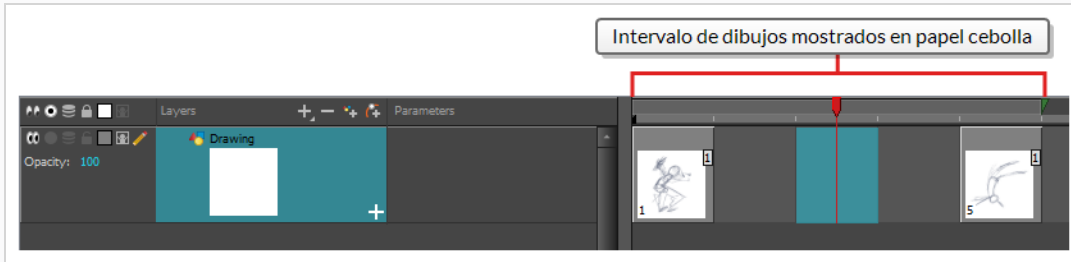 Intervalo de dibujos mostrados en papel cebolla
Layers
Parameters
Drawing
Opacity: 100
1
1
1
5